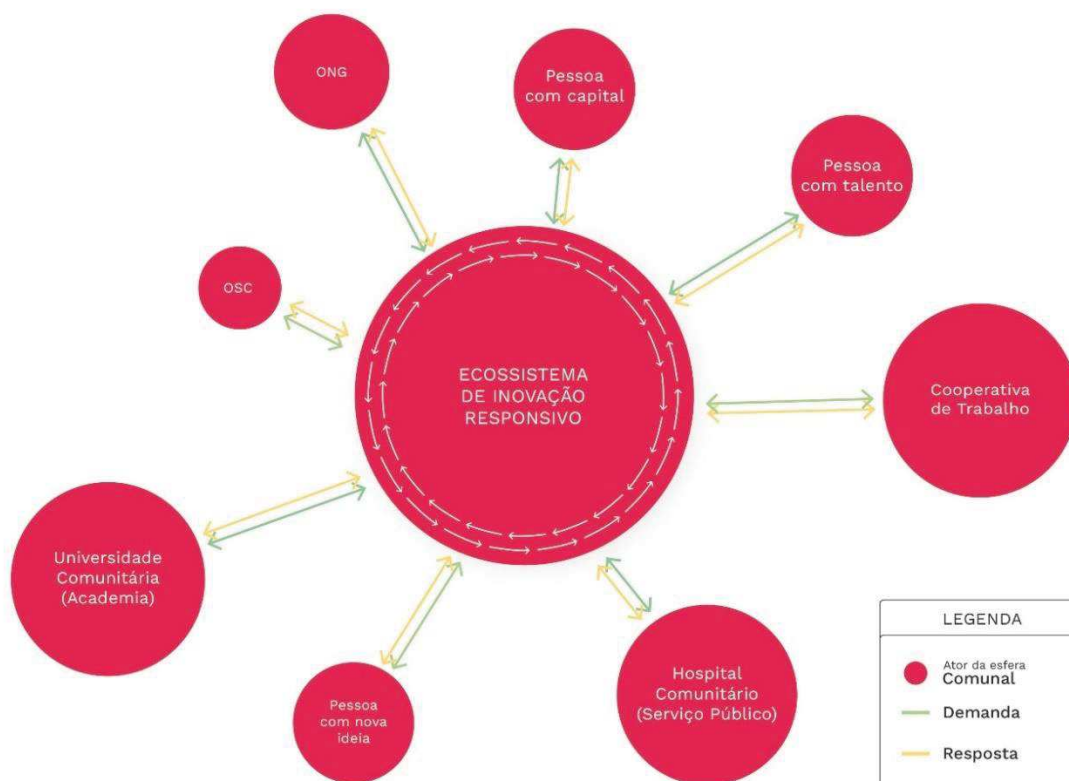 ONG
Pessoa
com capital
Pessoa
com talento
OSC
ECOSSISTEMA
DE INOVAÇÃO
RESPONSIVO
Cooperativa
de Trabalho
Universidade
Comunitária
(Academia)
Pessoa
com nova
ideia
Hospital
Comunitário
(Serviço Público)
LEGENDA
Ator da esfera
Comunal
Demanda
Resposta